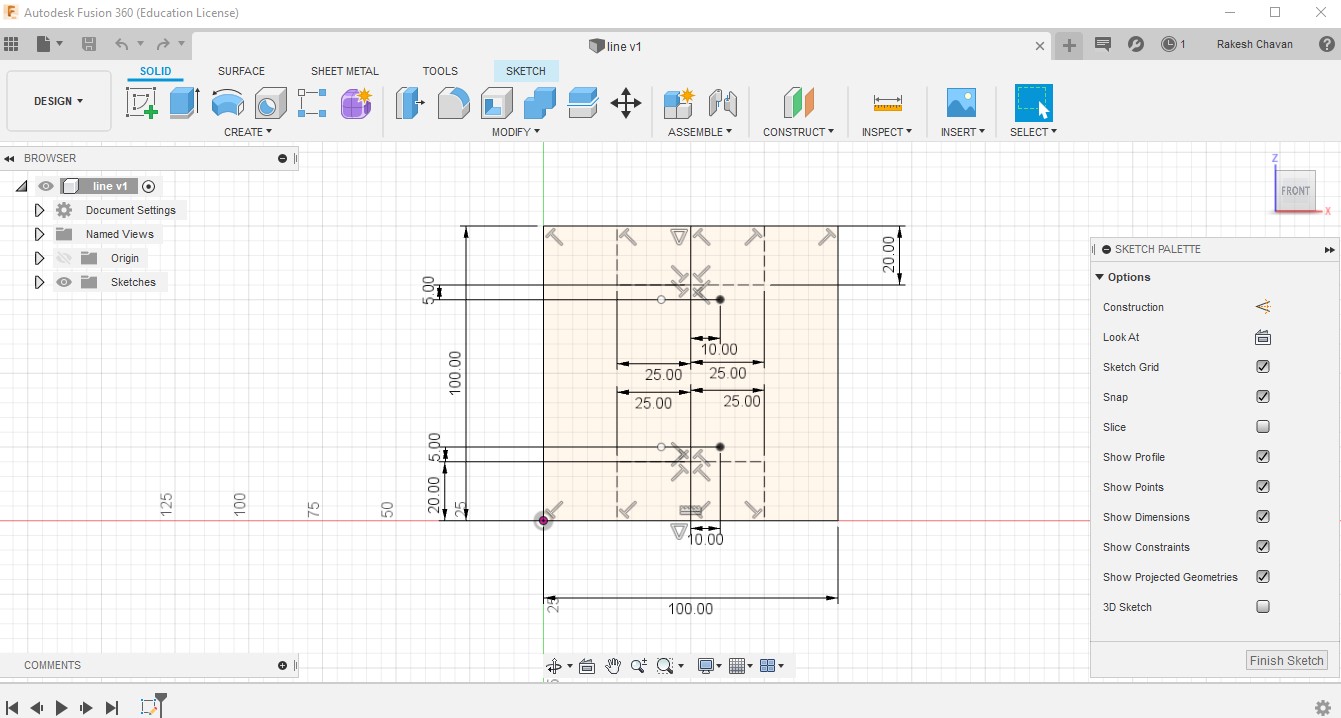 Autodesk Fusion 360 (Education License)
line v1
1
Rakesh Chavan
SOLID SURFACE SHEET METAL TOOLS SKETCH
DESIGN
CREATE MODIFY ASSEMBLE CONSTRUCT INSPECT INSERT SELECT
BROWSER
line v1
Document Settings
Named Views
Origin
Sketches
Z
FRONT
X
20.00
5.00
10.00
100.00
25.00 25.00
25.00 25.00
5.00
20.00
125 100 75 50 25
10.00
25
100.00
SKETCH PALETTE
Options
Construction
Look At
Sketch Grid
Snap
Slice
Show Profile
Show Points
Show Dimensions
Show Constraints
Show Projected Geometries
3D Sketch
Finish Sketch
COMMENTS